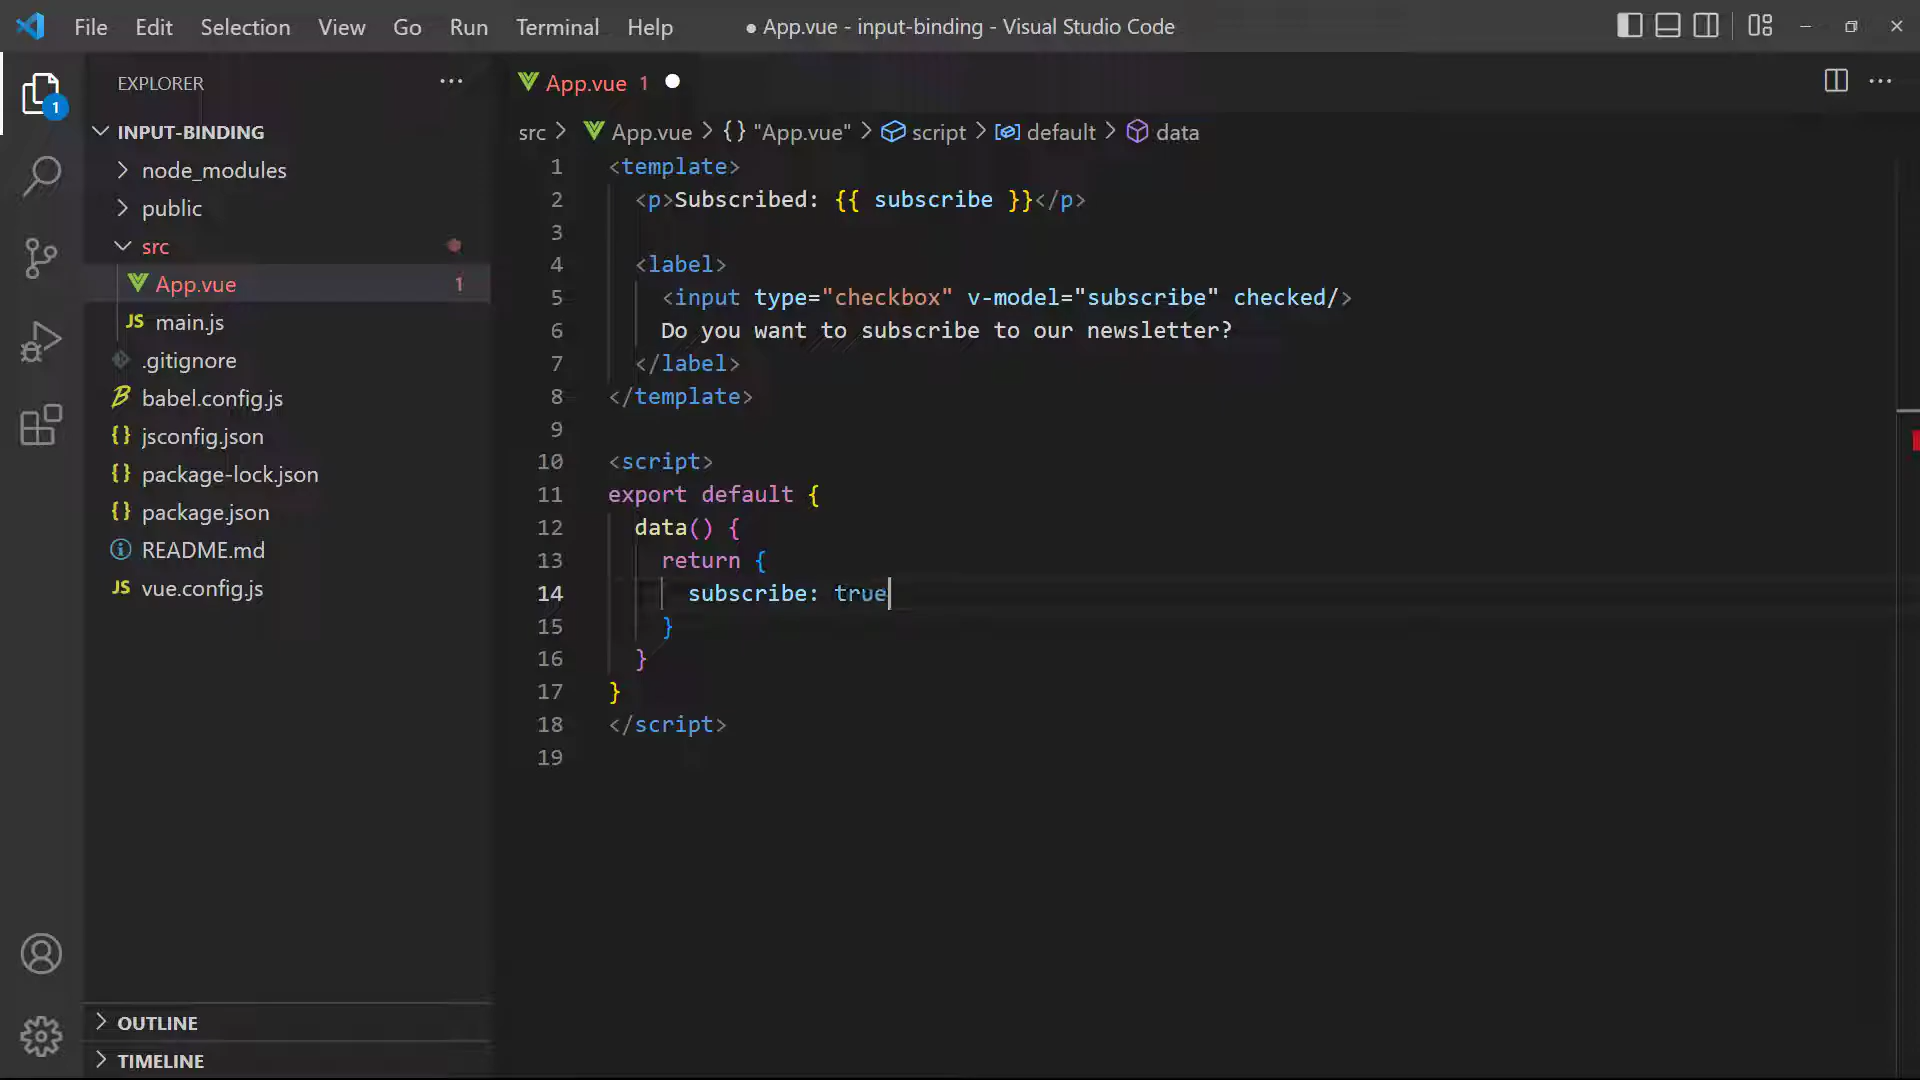 File Edit Selection View Go Run Terminal Help
● App.vue - input-binding - Visual Studio Code
1
EXPLORER
INPUT-BINDING
node_modules
public
src
App.vue 1
main.js
.gitignore
babel.config.js
jsconfig.json
package-lock.json
package.json
README.md
vue.config.js
OUTLINE
TIMELINE
App.vue 1
src > App.vue > {} "App.vue" > script > default > data
1 <template>
2 <p>Subscribed: {{ subscribe }}</p>
3
4 <label>
5 <input type="checkbox" v-model="subscribe" checked/>
6 Do you want to subscribe to our newsletter?
7 </label>
8 </template>
9
10 <script>
11 export default {
12 data() {
13 return {
14 subscribe: true
15 }
16 }
17 }
18 </script>
19